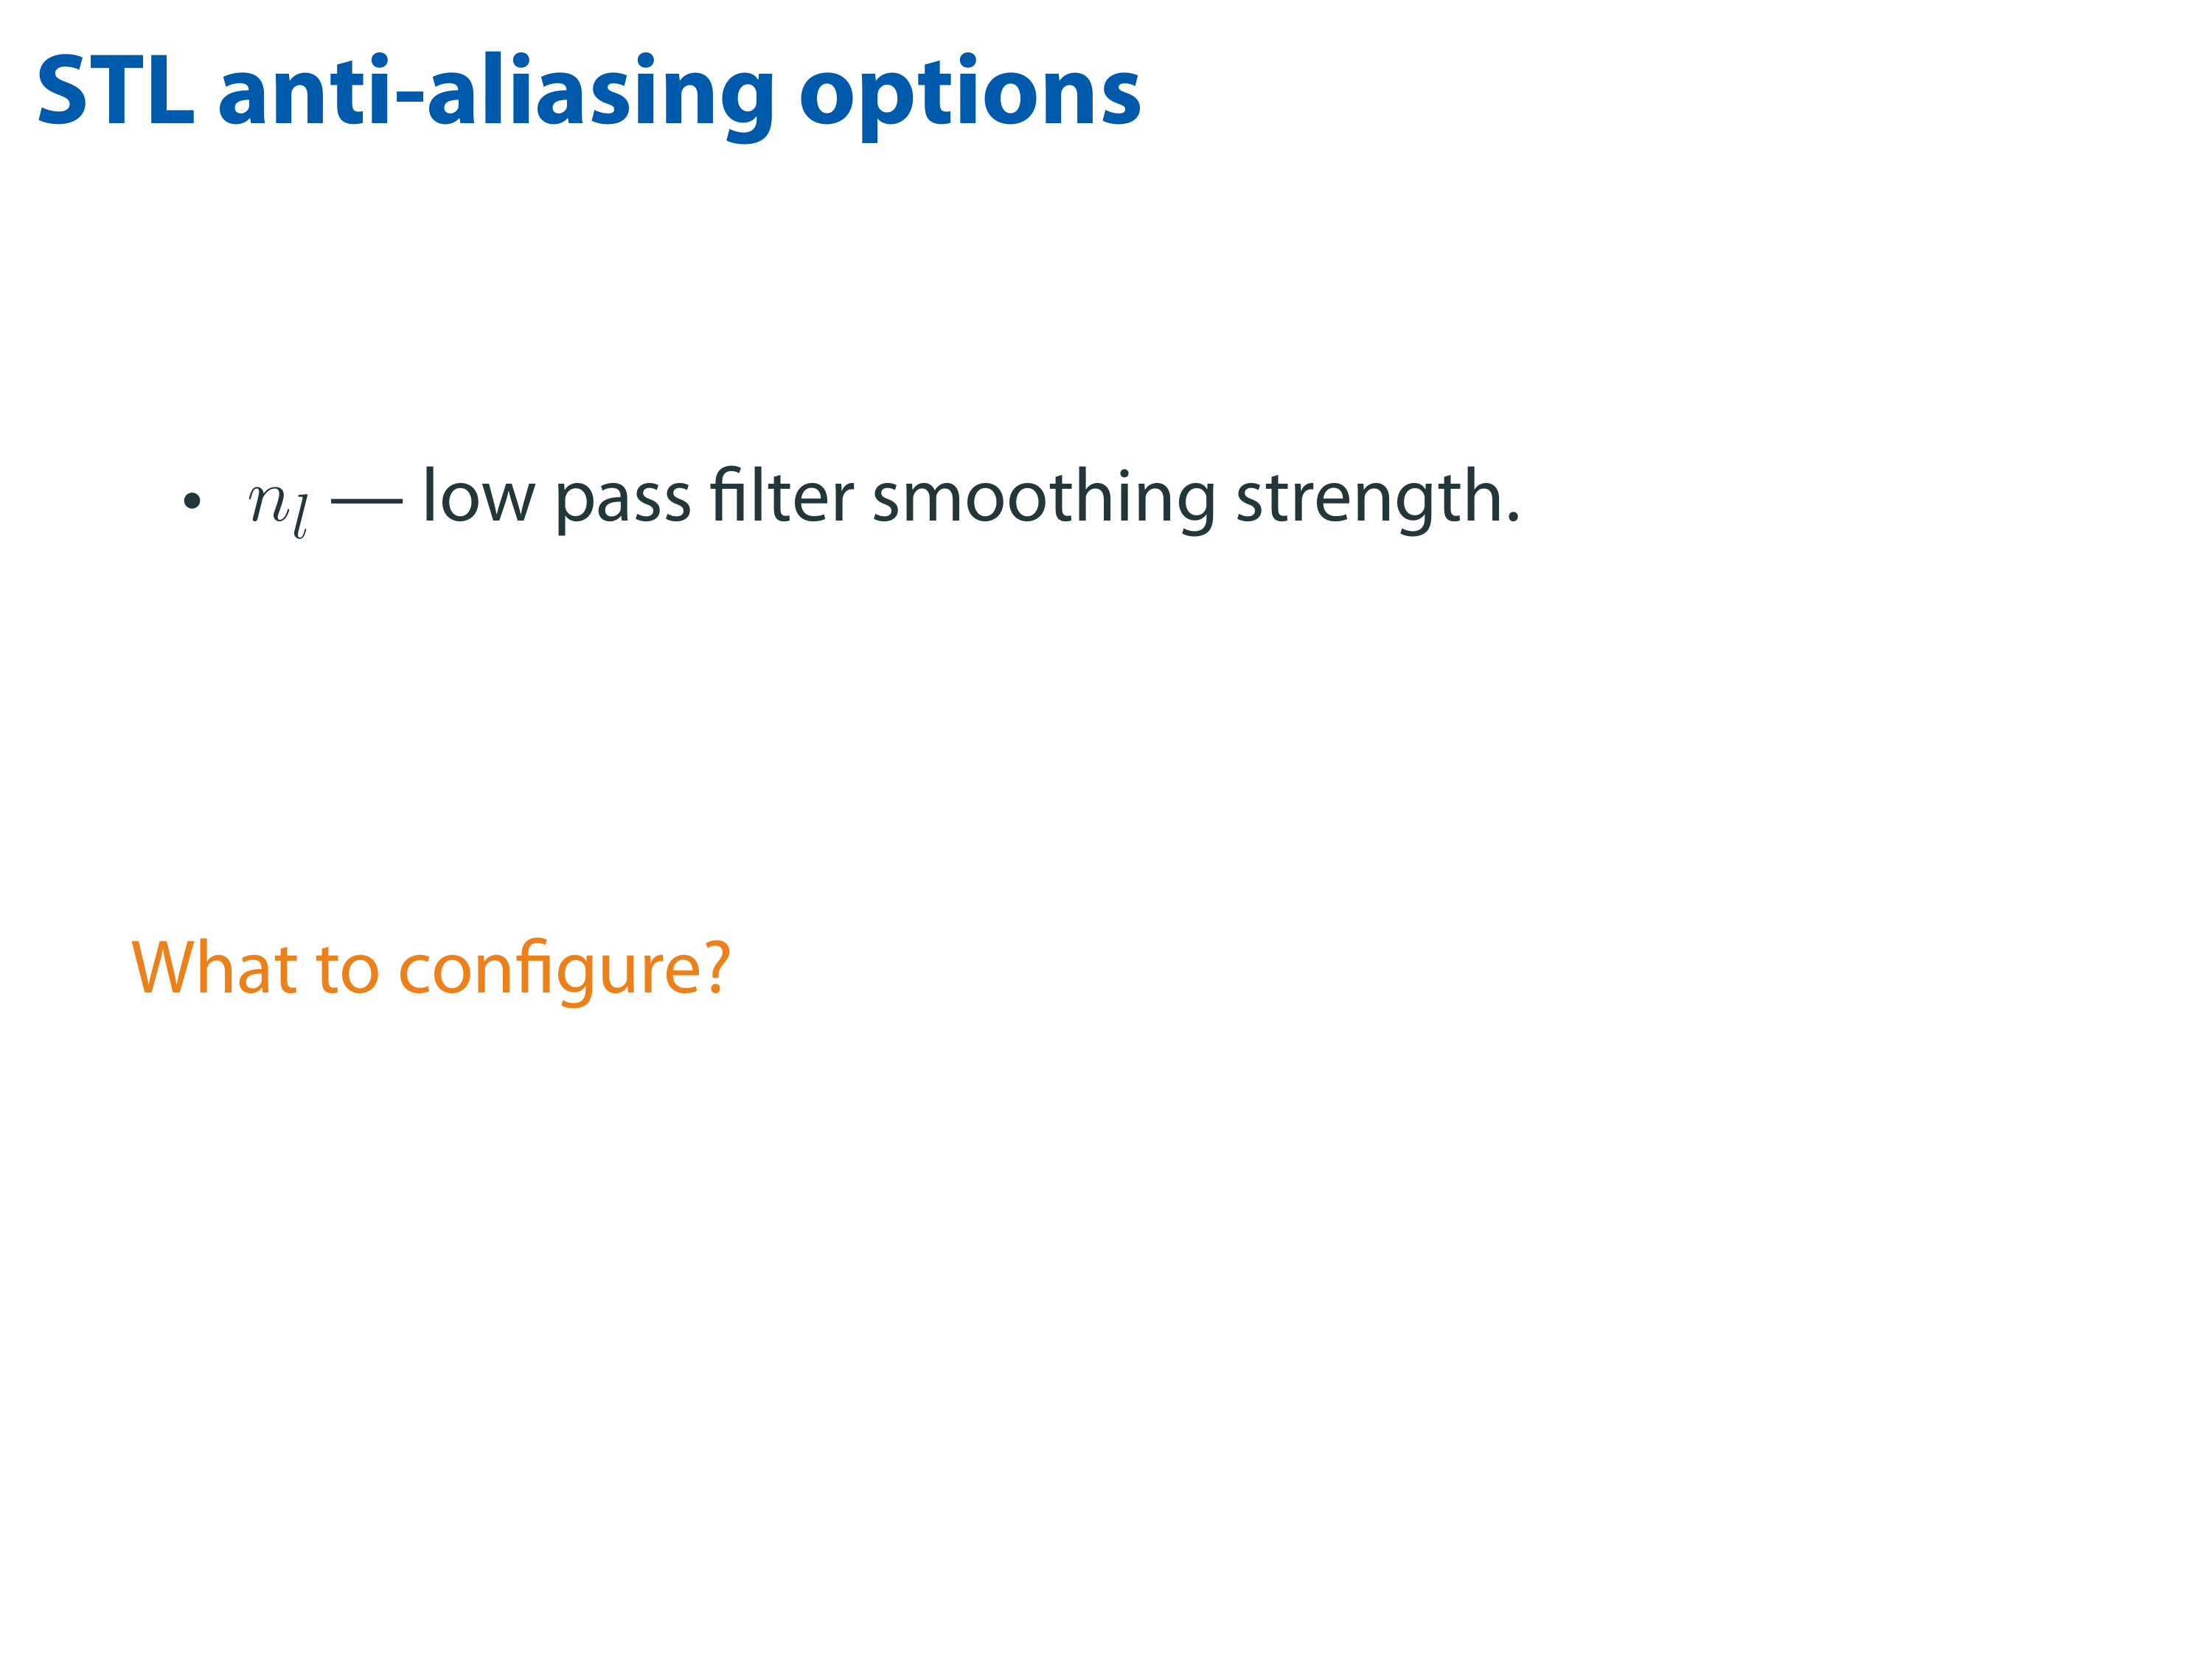 STL anti-aliasing options
• n_l — low pass filter smoothing strength.
What to configure?